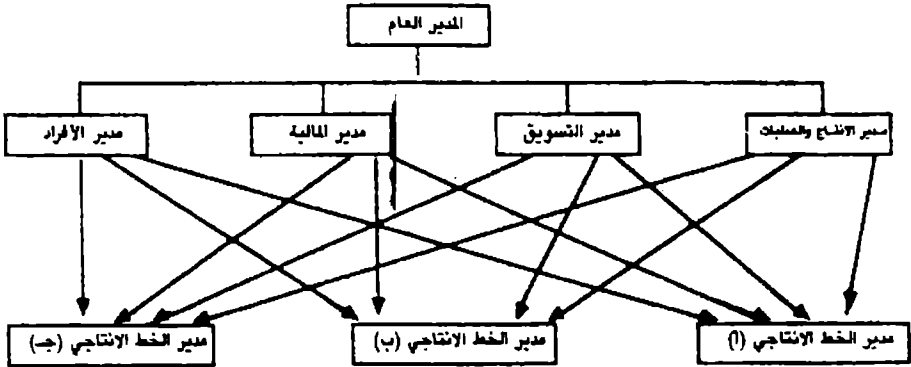 المدير العام
مدير الانتاج والعمليات
مدير التسويق
مدير المالية
مدير الأفراد
مدير الخط الانتاجي (أ)
مدير الخط الانتاجي (ب)
مدير الخط الانتاجي (جـ)